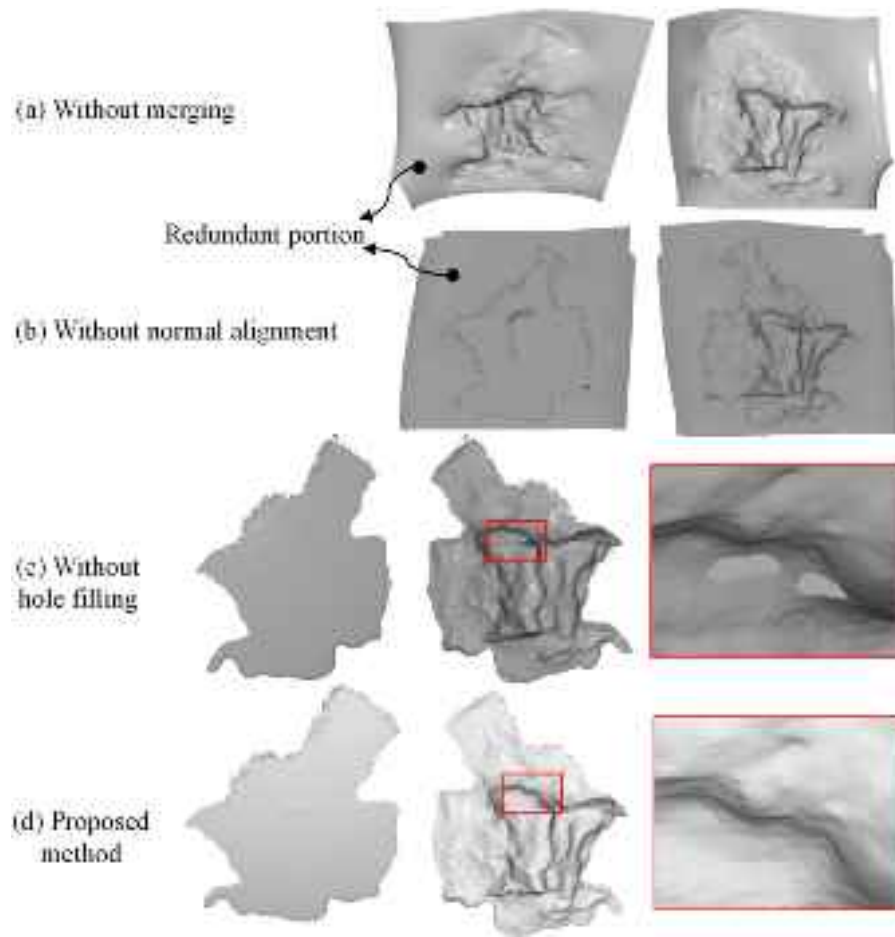 (a) Without merging
Redundant portion
(b) Without normal alignment
(c) Without
hole filling
(d) Proposed
method